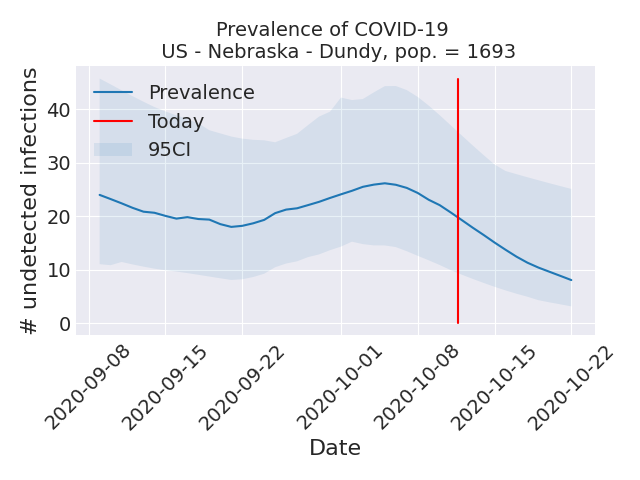 Prevalence of COVID-19
US - Nebraska - Dundy, pop. = 1693
# undetected infections
40
30
20
10
0
Prevalence
Today
95CI
2020-09-08
2020-09-15
2020-09-22
2020-10-01
2020-10-08
2020-10-15
2020-10-22
Date